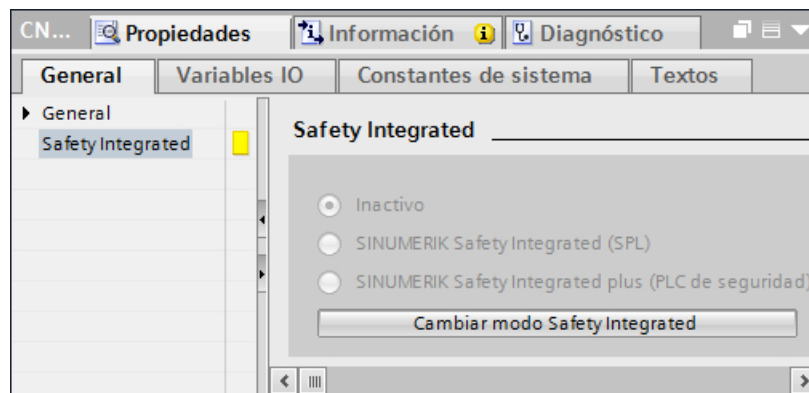 CN... Propiedades Información Diagnóstico
General Variables IO Constantes de sistema Textos
General
Safety Integrated
Safety Integrated
Inactivo
SINUMERIK Safety Integrated (SPL)
SINUMERIK Safety Integrated plus (PLC de seguridad)
Cambiar modo Safety Integrated